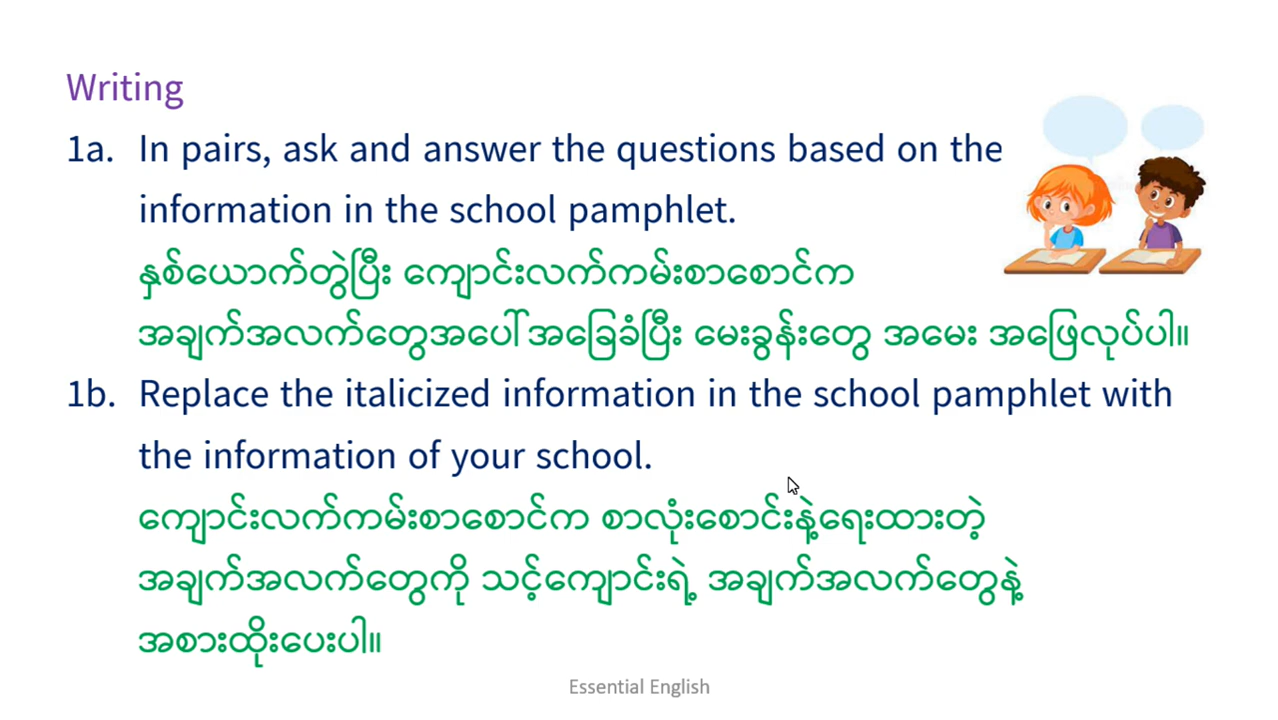 Writing
1a. In pairs, ask and answer the questions based on the
information in the school pamphlet.
နှစ်ယောက်တွဲပြီး ကျောင်းလက်ကမ်းစာစောင်က
အချက်အလက်တွေအပေါ် အခြေခံပြီး မေးခွန်းတွေ အမေး အဖြေလုပ်ပါ။
1b. Replace the italicized information in the school pamphlet with
the information of your school.
ကျောင်းလက်ကမ်းစာစောင်က စာလုံးစောင်းနဲ့ရေးထားတဲ့
အချက်အလက်တွေကို သင့်ကျောင်းရဲ့ အချက်အလက်တွေနဲ့
အစားထိုးပေးပါ။
Essential English